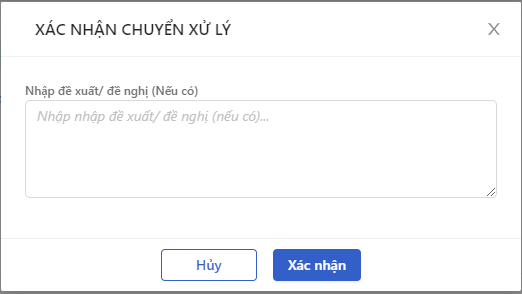 XÁC NHẬN CHUYỂN XỬ LÝ
Nhập đề xuất/ đề nghị (Nếu có)
Nhập nhập đề xuất/ đề nghị (nếu có)...
Hủy
Xác nhận